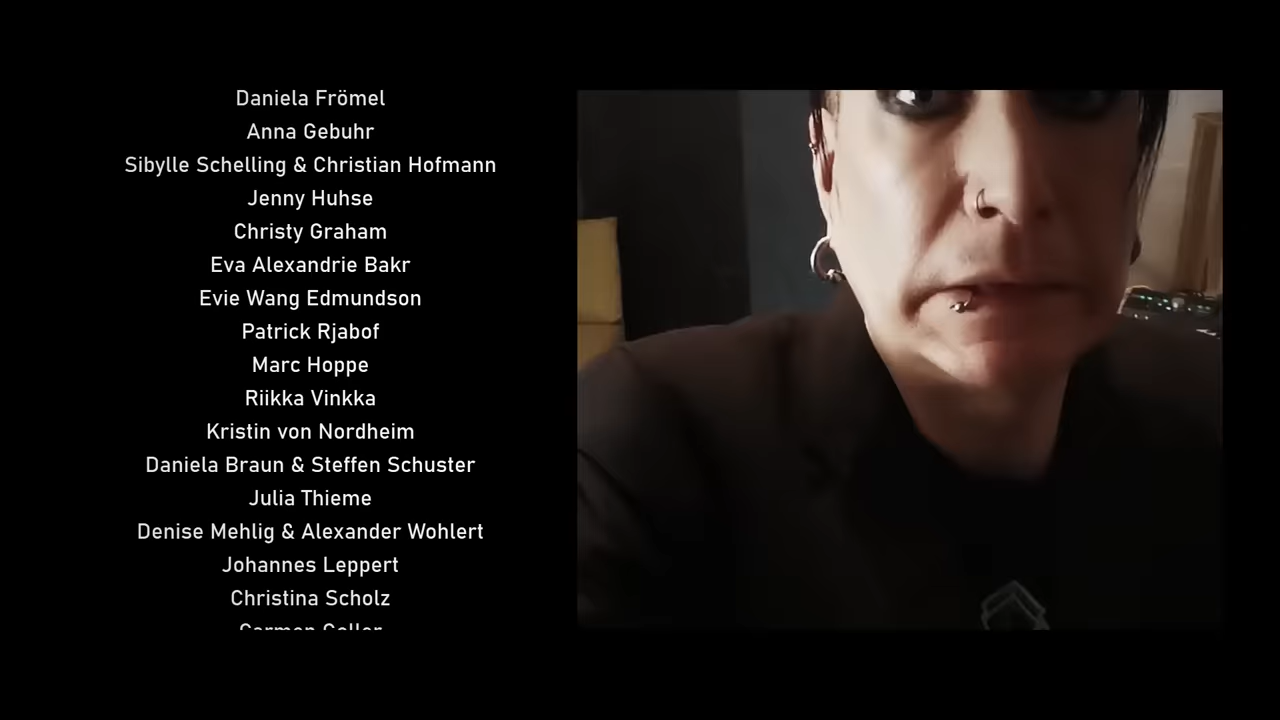 Daniela Frömel
Anna Gebuhr
Sibylle Schelling & Christian Hofmann
Jenny Huhse
Christy Graham
Eva Alexandrie Bakr
Evie Wang Edmundson
Patrick Rjabof
Marc Hoppe
Riikka Vinkka
Kristin von Nordheim
Daniela Braun & Steffen Schuster
Julia Thieme
Denise Mehlig & Alexander Wohlert
Johannes Leppert
Christina Scholz